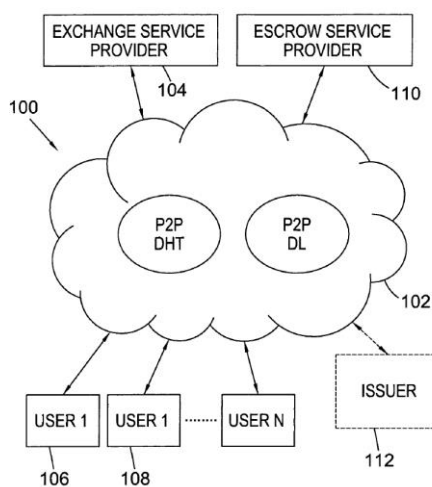 EXCHANGE SERVICE
PROVIDER
ESCROW SERVICE
PROVIDER
104
110
100
P2P
DHT
P2P
DL
102
USER 1
USER 1
USER N
ISSUER
106
108
112